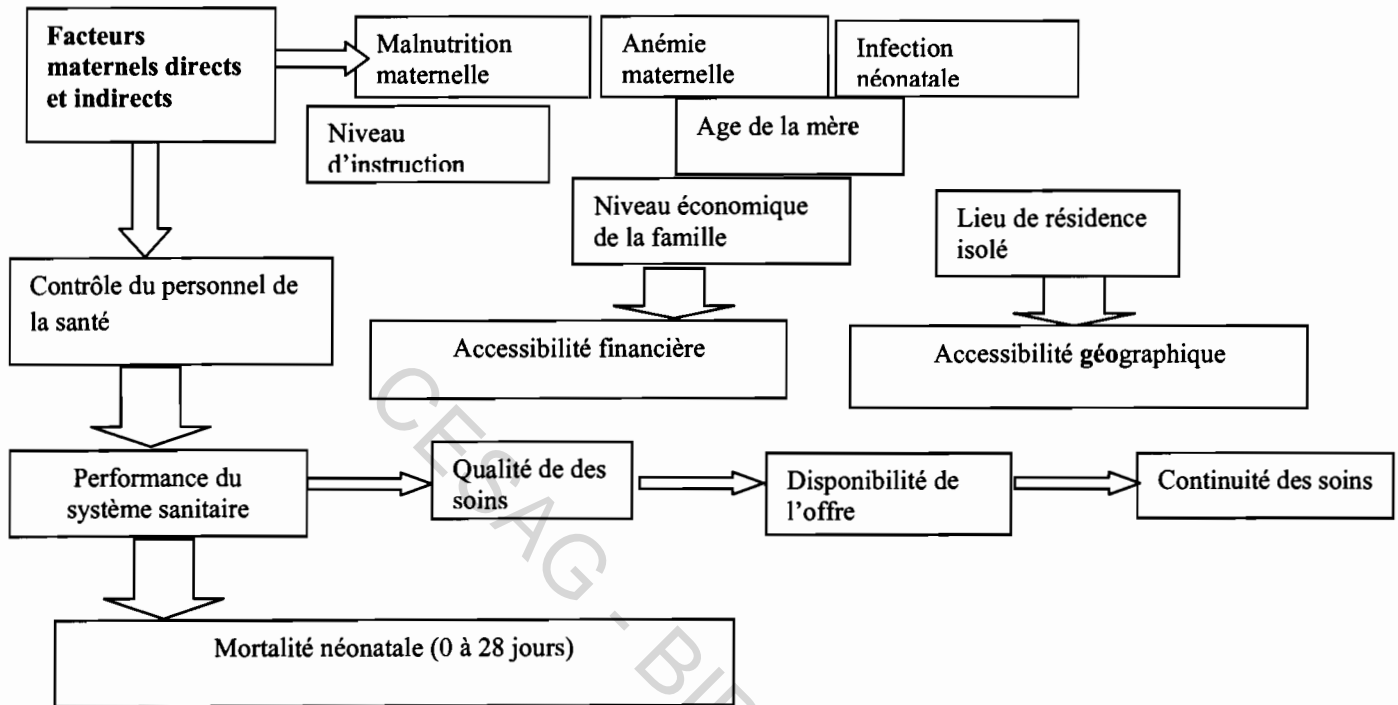 Facteurs
maternels directs
et indirects
Malnutrition
maternelle
Anémie
maternelle
Infection
néonatale
Niveau
d'instruction
Age de la mère
Niveau économique
de la famille
Lieu de résidence
isolé
Contrôle du personnel de
la santé
Accessibilité financière
Accessibilité géographique
Performance du
système sanitaire
Qualité de des
soins
Disponibilité de
l'offre
Continuité des soins
Mortalité néonatale (0 à 28 jours)
CESAG - BI